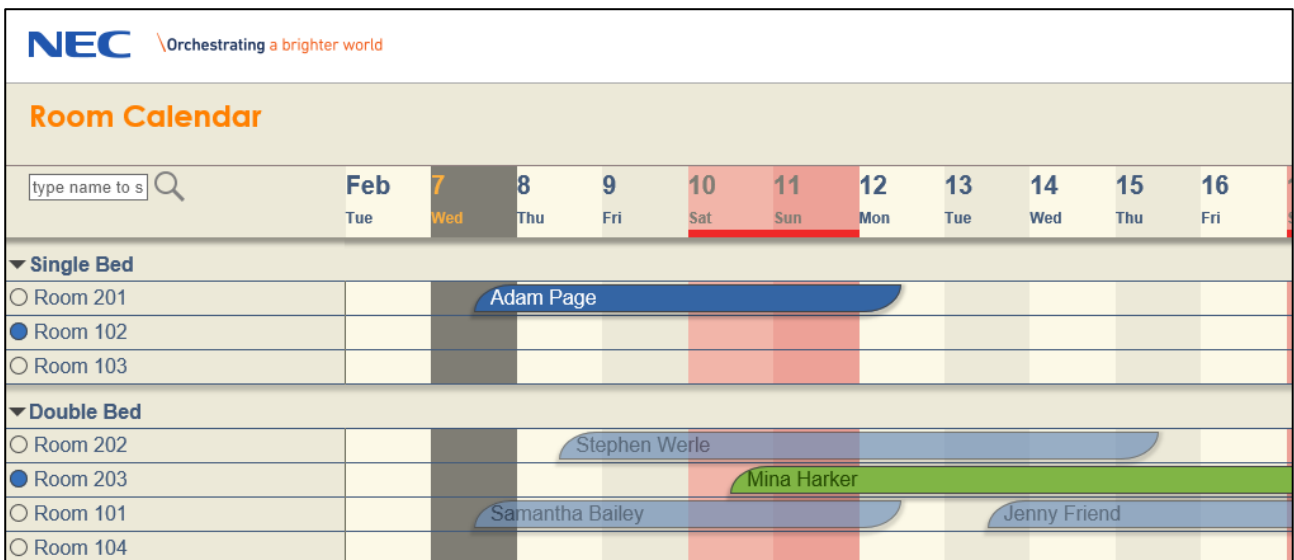 NEC \Orchestrating a brighter world
Room Calendar
type name to s
Feb 7 8 9 10 11 12 13 14 15 16
Tue Wed Thu Fri Sat Sun Mon Tue Wed Thu Fri
Single Bed
Room 201 Adam Page
Room 102
Room 103
Double Bed
Room 202 Stephen Werle
Room 203 Mina Harker
Room 101 Samantha Bailey Jenny Friend
Room 104